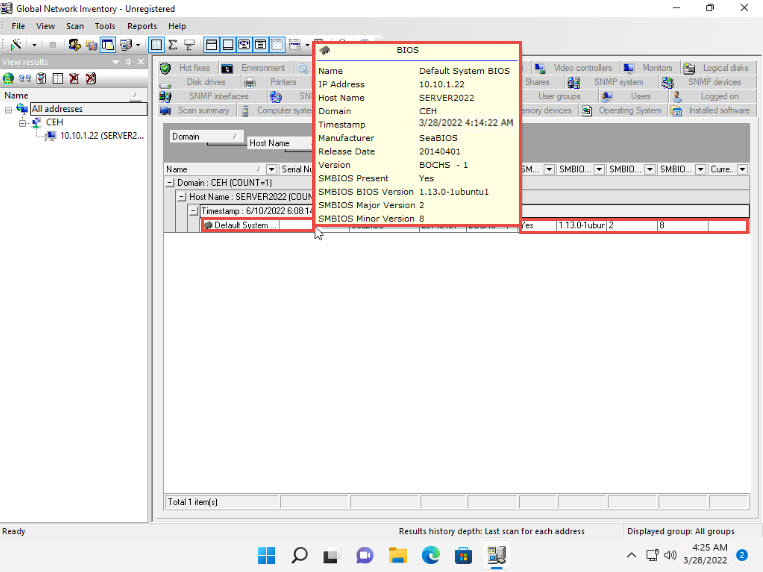 Global Network Inventory - Unregistered
File View Scan Tools Reports Help
View results
Name
All addresses
CEH
10.10.1.22 (SERVER2...
Hot fixes Environment Video controllers Monitors Logical disks
Disk drives Printers Shares SNMP system SNMP devices
SNMP interfaces User groups Users Logged on
Scan summary Computer system Operating System Installed software
Domain /
Host Name
Name / Serial SM... SMBIO... SMBIO... SMBIO... Curre...
Domain : CEH (COUNT=1)
Host Name : SERVER2022 (COUN
Timestamp : 6/10/2022 6:08:14
Default System ... Yes 1.13.0-1ubur 2 8
BIOS
Name Default System BIOS
IP Address 10.10.1.22
Host Name SERVER2022
Domain CEH
Timestamp 3/28/2022 4:14:22 AM
Manufacturer SeaBIOS
Release Date 20140401
Version BOCHS - 1
SMBIOS Present Yes
SMBIOS BIOS Version 1.13.0-1ubuntu1
SMBIOS Major Version 2
SMBIOS Minor Version 8
Total 1 item(s)
Ready Results history depth: Last scan for each address Displayed group: All groups
4:25 AM
3/28/2022
2